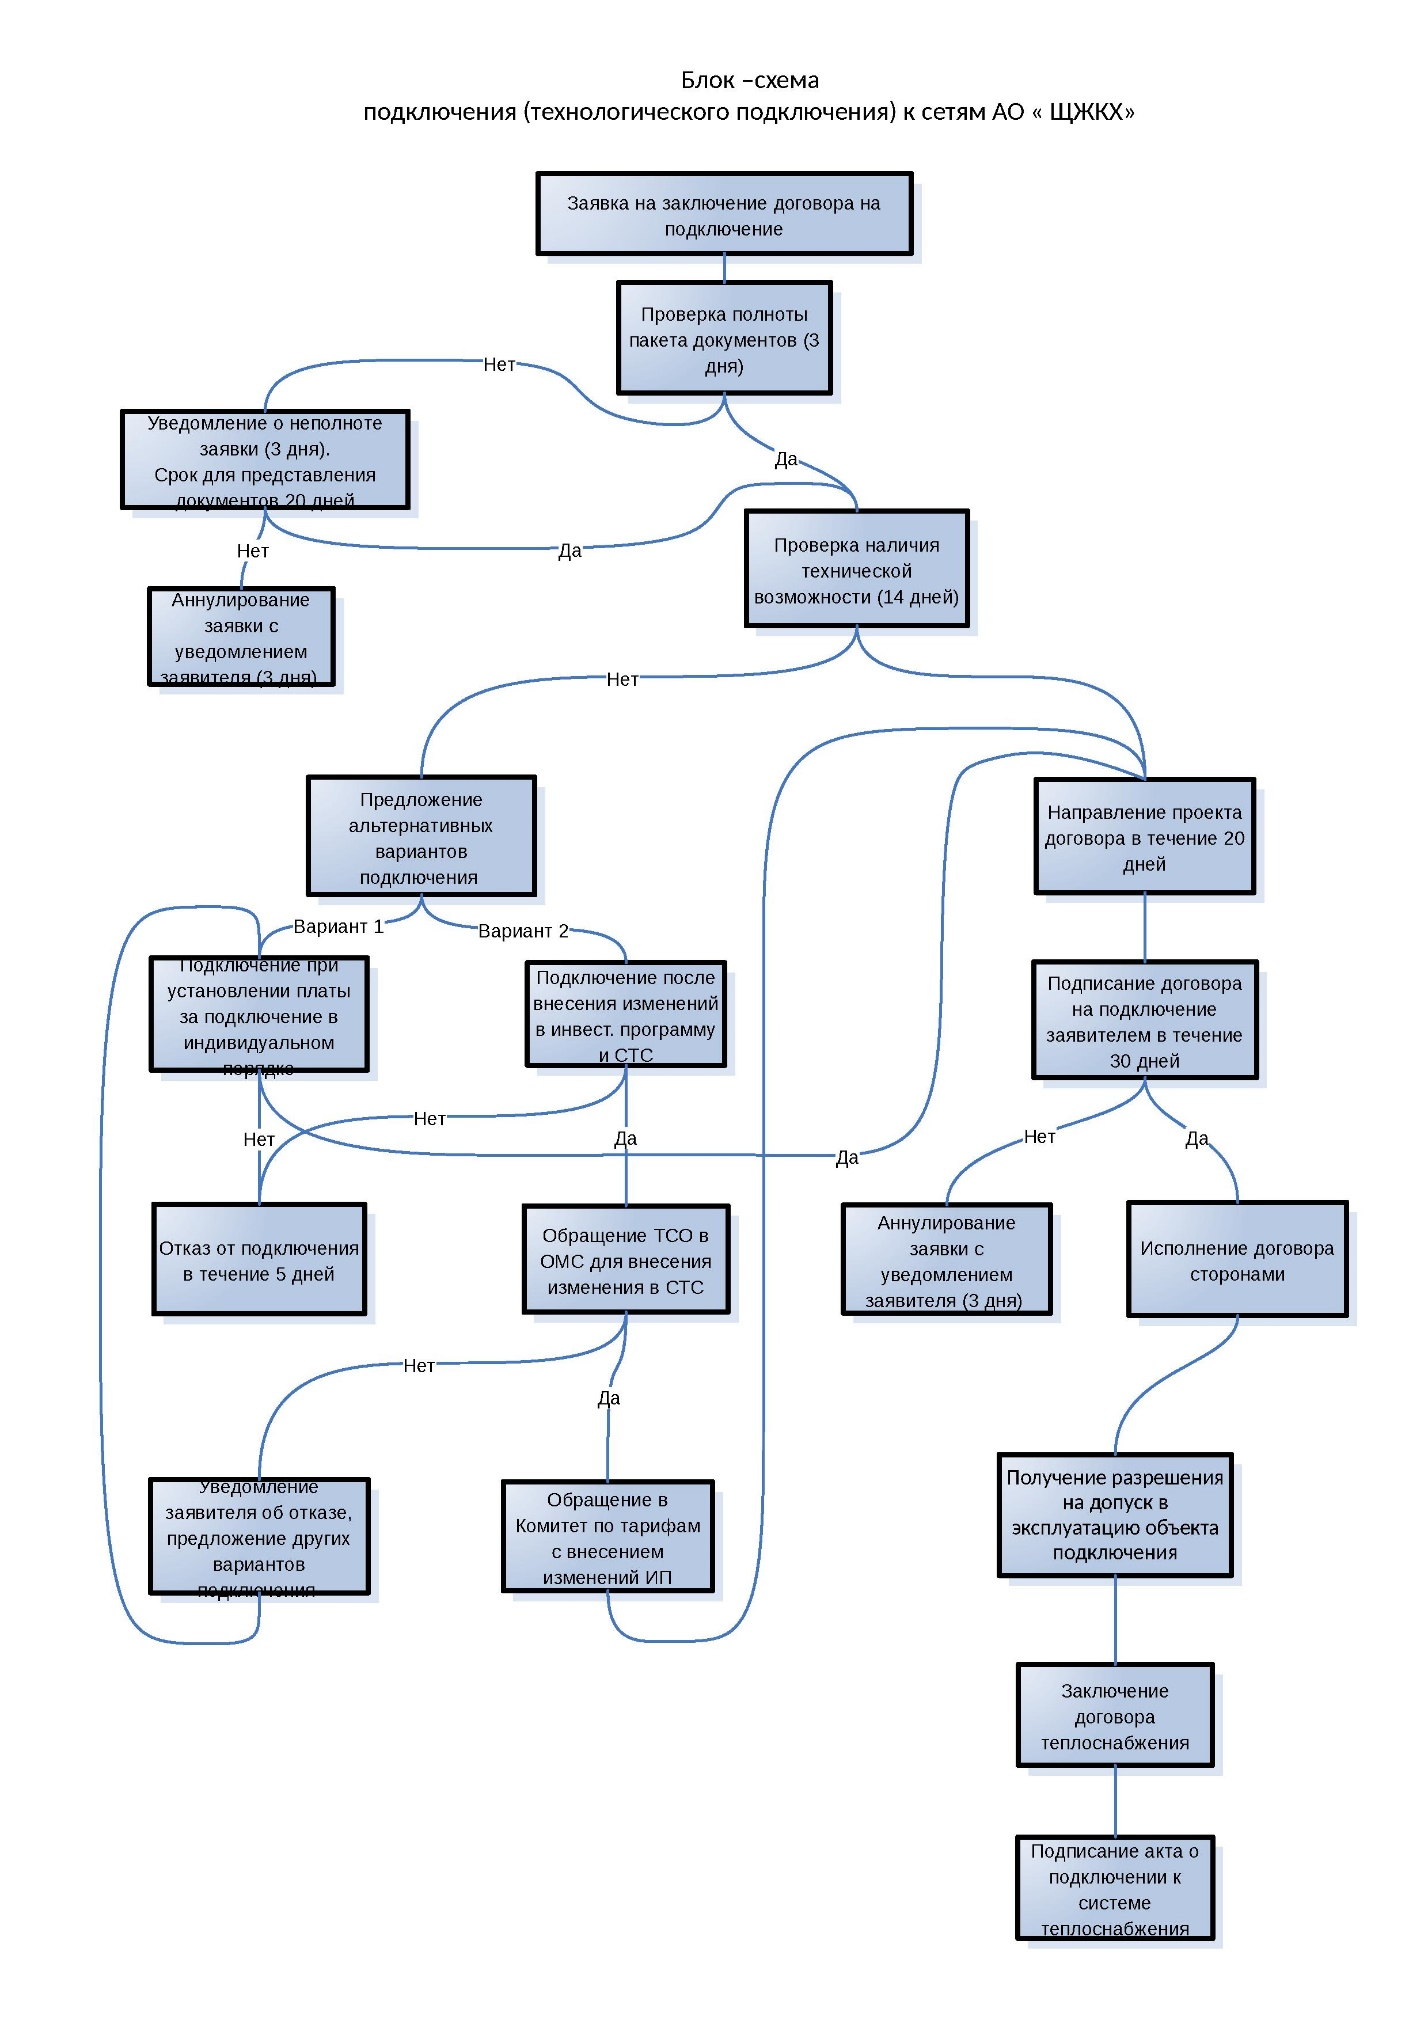 Блок –схема
подключения (технологического подключения) к сетям АО « ЩЖКХ»
Заявка на заключение договора на
подключение
Проверка полноты
пакета документов (3
дня)
Нет
Уведомление о неполноте
заявки (3 дня).
Срок для представления
документов 20 дней
Да
Нет
Да
Проверка наличия
технической
возможности (14 дней)
Аннулирование
заявки с
уведомлением
заявителя (3 дня)
Нет
Предложение
альтернативных
вариантов
подключения
Направление проекта
договора в течение 20
дней
Вариант 1
Вариант 2
Подключение при
установлении платы
за подключение в
индивидуальном
порядке
Подключение после
внесения изменений
в инвест. программу
и СТС
Подписание договора
на подключение
заявителем в течение
30 дней
Нет
Нет
Да
Да
Нет
Да
Отказ от подключения
в течение 5 дней
Обращение ТСО в
ОМС для внесения
изменения в СТС
Аннулирование
заявки с
уведомлением
заявителя (3 дня)
Исполнение договора
сторонами
Нет
Да
Уведомление
заявителя об отказе,
предложение других
вариантов
подключения
Обращение в
Комитет по тарифам
с внесением
изменений ИП
Получение разрешения
на допуск в
эксплуатацию объекта
подключения
Заключение
договора
теплоснабжения
Подписание акта о
подключении к
системе
теплоснабжения